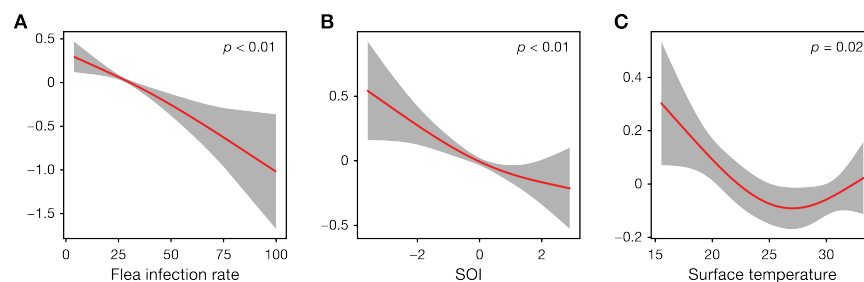 A
B
C
p < 0.01
p < 0.01
p = 0.02
0.5
0
−0.5
−1.0
−1.5
0.5
0
−0.5
0.4
0.2
0
−0.2
0 25 50 75 100
−2 0 2
15 20 25 30
Flea infection rate
SOI
Surface temperature